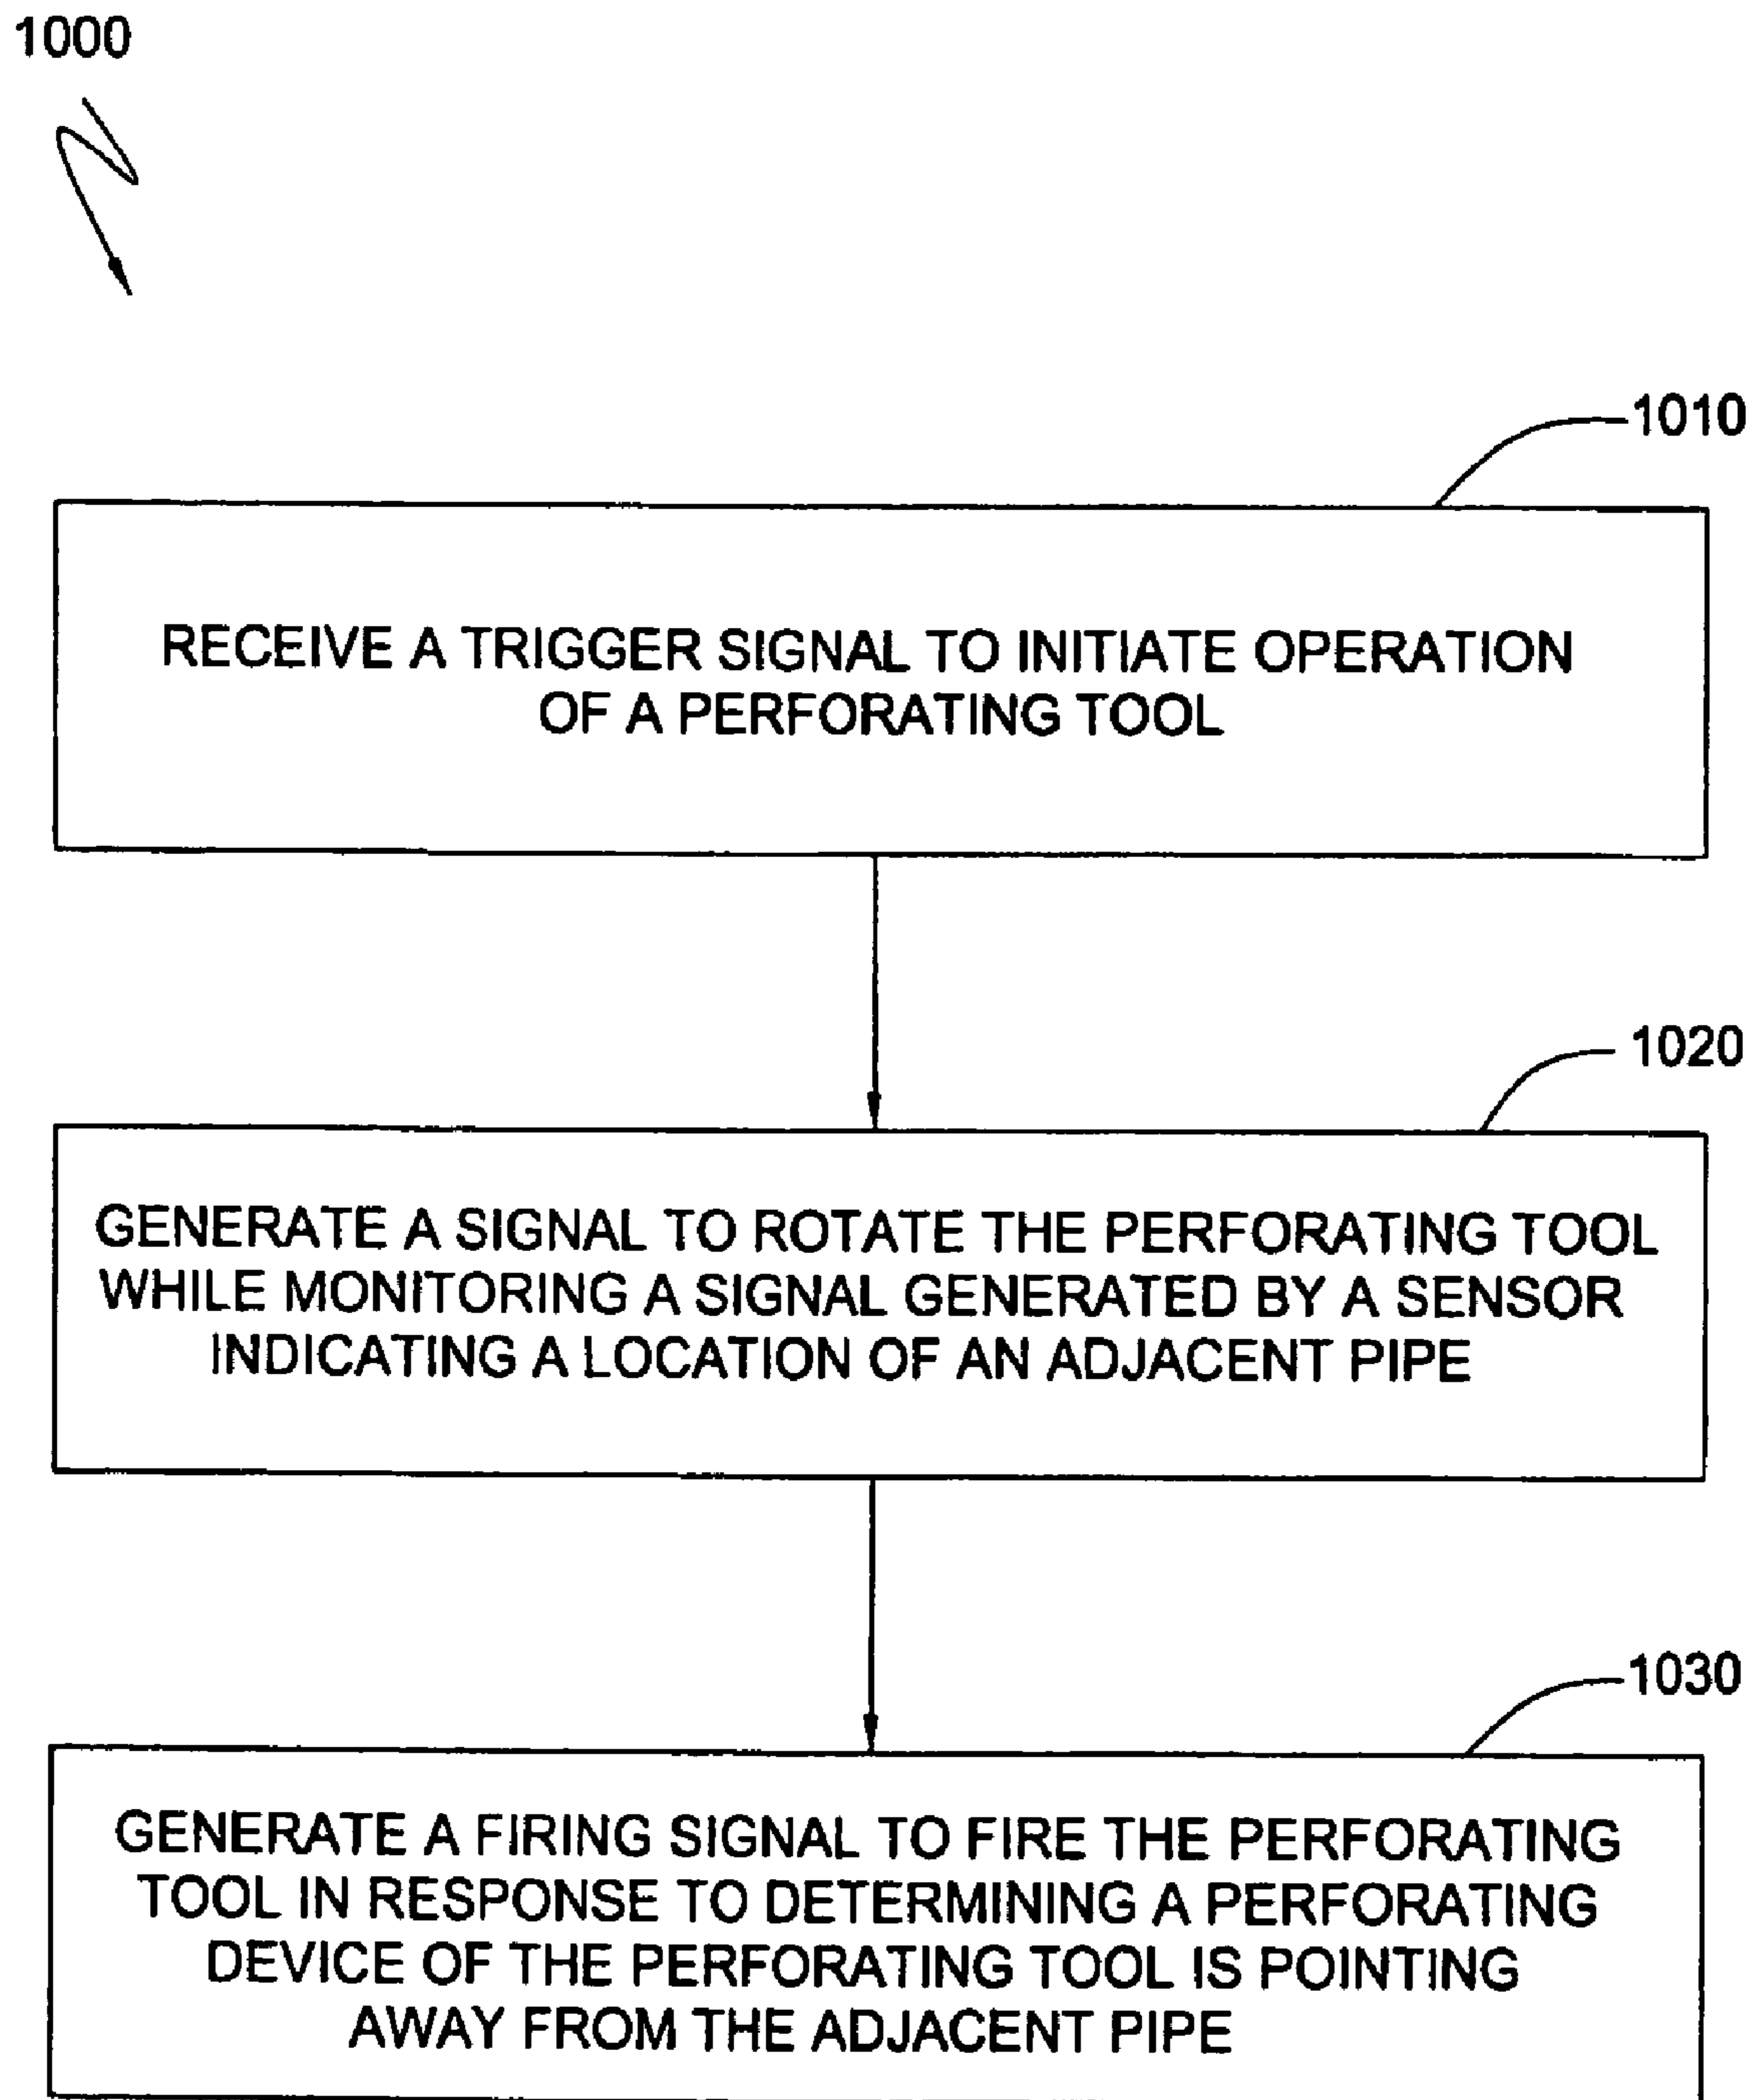 1000
1010
RECEIVE A TRIGGER SIGNAL TO INITIATE OPERATION
OF A PERFORATING TOOL
1020
GENERATE A SIGNAL TO ROTATE THE PERFORATING TOOL
WHILE MONITORING A SIGNAL GENERATED BY A SENSOR
INDICATING A LOCATION OF AN ADJACENT PIPE
1030
GENERATE A FIRING SIGNAL TO FIRE THE PERFORATING
TOOL IN RESPONSE TO DETERMINING A PERFORATING
DEVICE OF THE PERFORATING TOOL IS POINTING
AWAY FROM THE ADJACENT PIPE